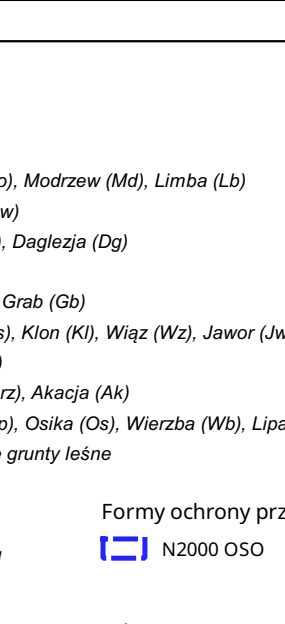 o), Modrzew (Md), Limba (Lb)
w)
), Daglezja (Dg)
Grab (Gb)
s), Klon (Kl), Wiąz (Wz), Jawor (Jw
)
rz), Akacja (Ak)
p), Osika (Os), Wierzba (Wb), Lipa
e grunty leśne
Formy ochrony prz
N2000 OSO